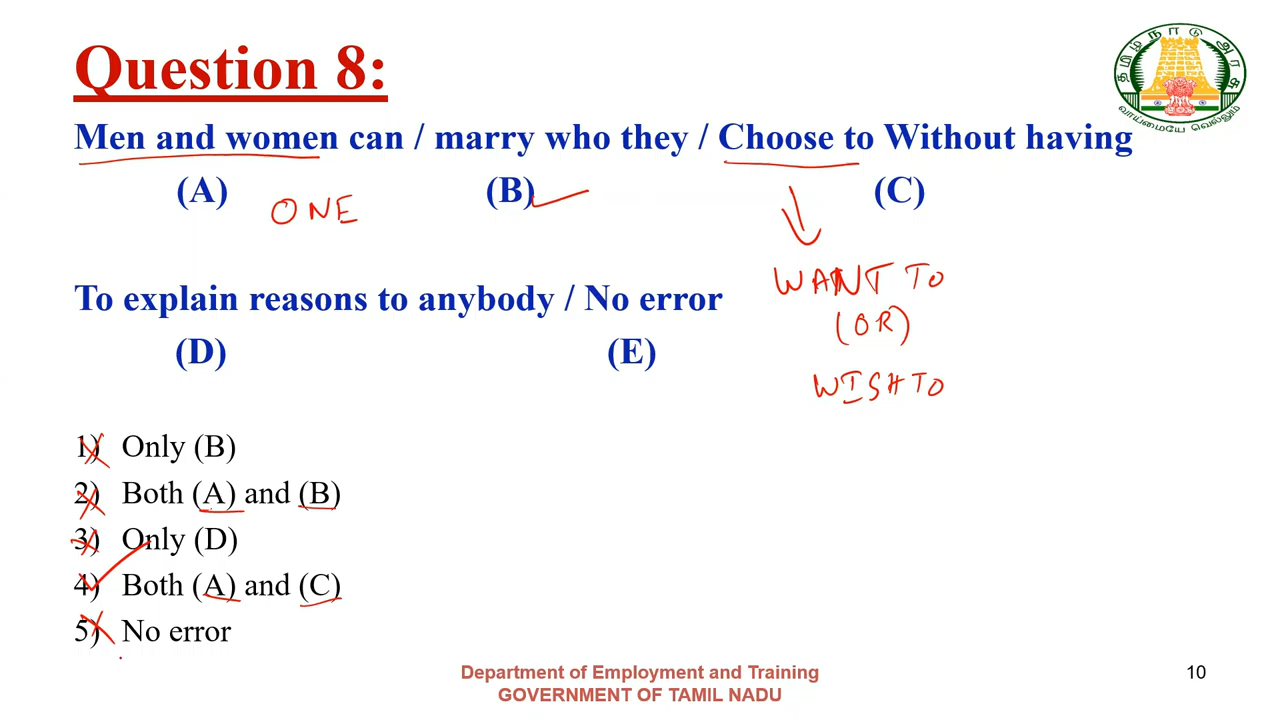 Question 8:
தமிழ்நாடு அரசு
வாய்மையே வெல்லும்
Men and women can / marry who they / Choose to Without having
(A) (B) (C)
ONE
WANT TO
(OR)
WISH TO
To explain reasons to anybody / No error
(D) (E)
1) Only (B)
2) Both (A) and (B)
3) Only (D)
4) Both (A) and (C)
5) No error
Department of Employment and Training
GOVERNMENT OF TAMIL NADU
10